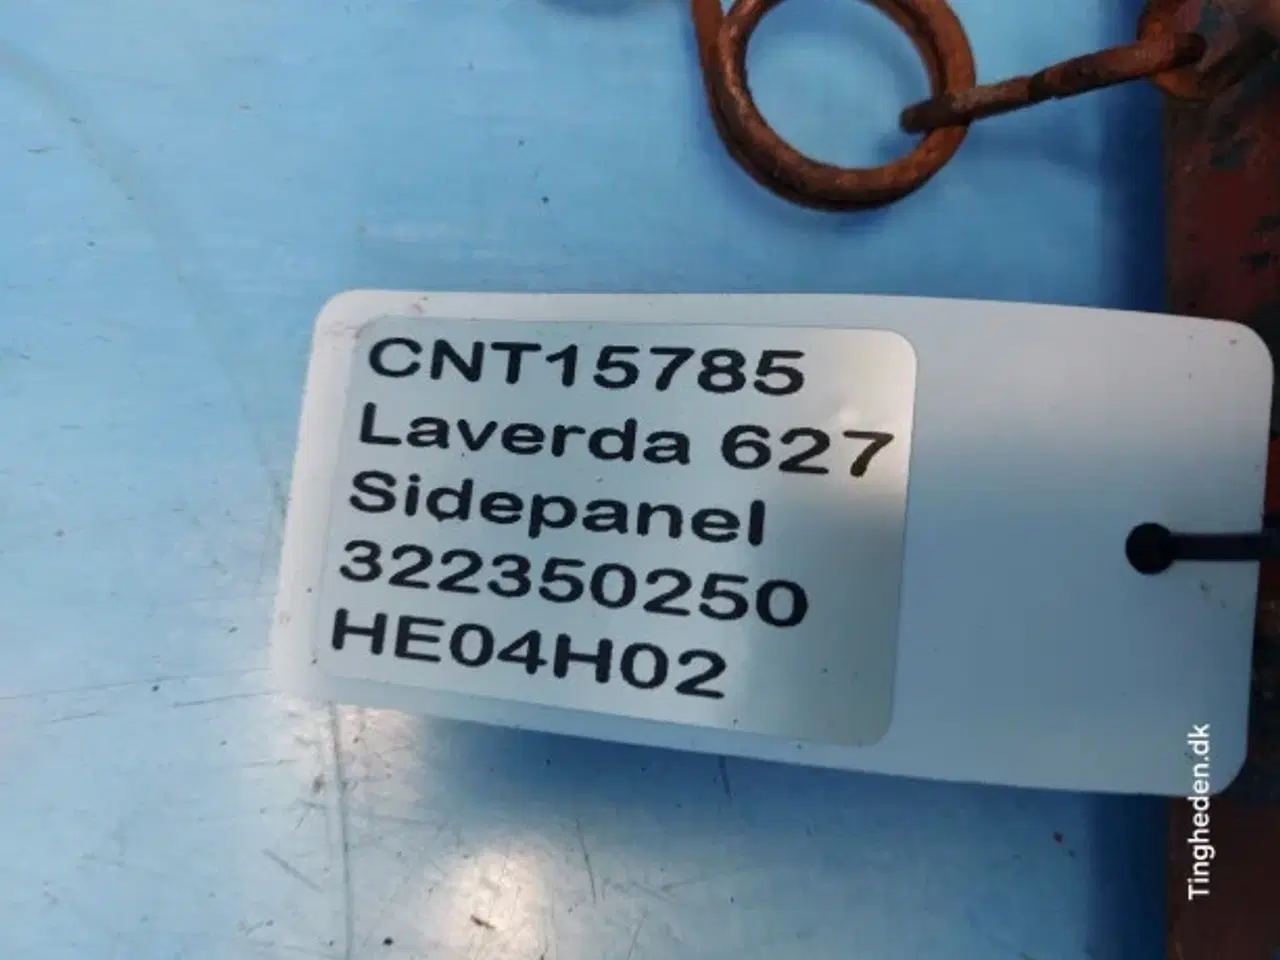 CNT15785
Laverda 627
Sidepanel
322350250
HE04H02
Tingheden.dk